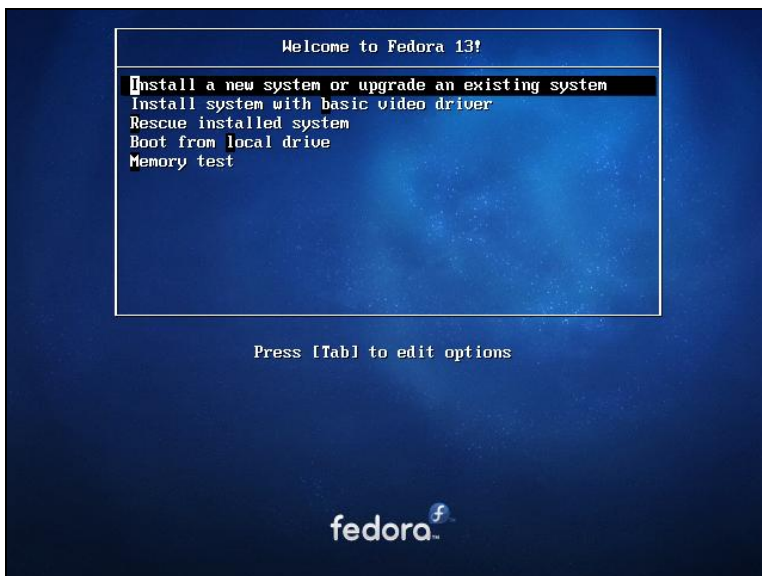 Welcome to Fedora 13!
Install a new system or upgrade an existing system
Install system with basic video driver
Rescue installed system
Boot from local drive
Memory test
Press [Tab] to edit options
fedora